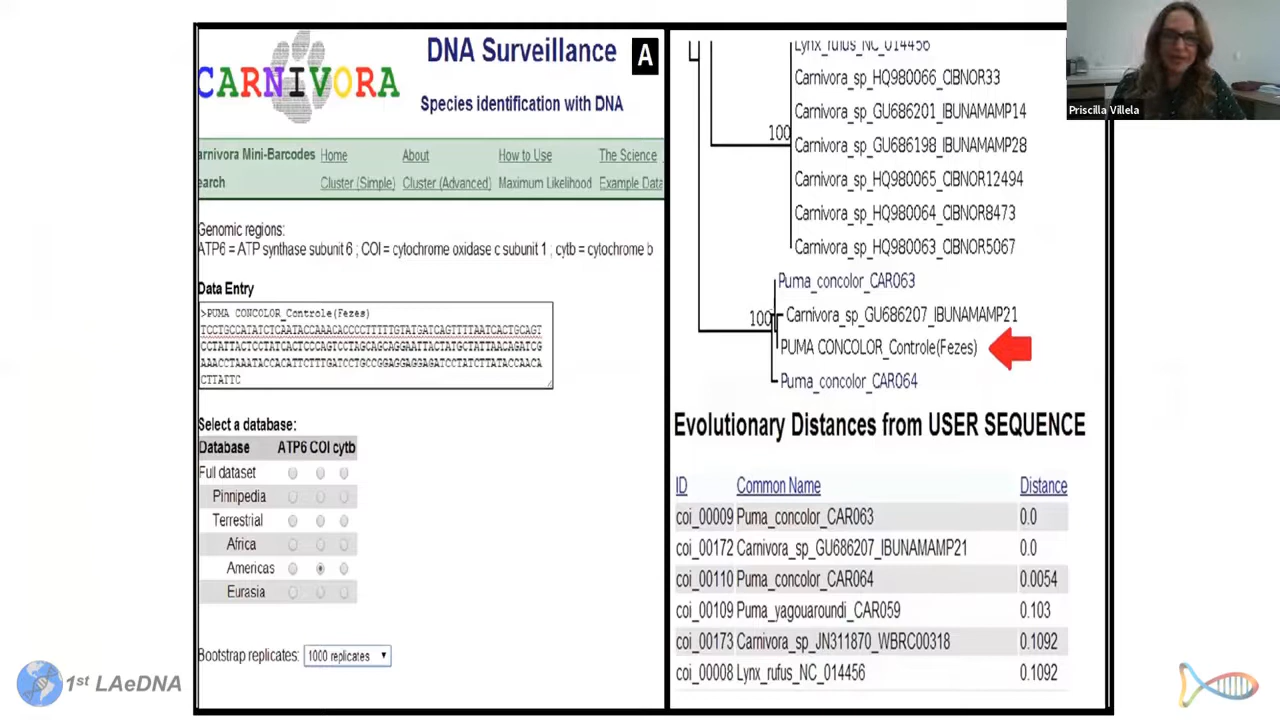 CARNIVORA
DNA Surveillance
A
Species identification with DNA
arnivora Mini-Barcodes Home About How to Use The Science
earch Cluster (Simple) Cluster (Advanced) Maximum Likelihood Example Data
Genomic regions:
ATP6 = ATP synthase subunit 6 ; COI = cytochrome oxidase c subunit 1 ; cytb = cytochrome b
Data Entry
>PUMA CONCOLOR_Controle(Fezes)
TCCTGCCATATCTCAATACCAAACACCCCTTTTTGTATGATCAGTTTTAATCACTGCAGT
CCTATTACTCCTATCACTCCCAGTCCTAGCAGCAGGAATTACTATGCTATTAACAGATCG
AAACCTAAATACCACATTCTTTGATCCTGCCGGAGGAGGAGATCCTATCTTATACCAACA
CTTATTC
Select a database:
Database ATP6 COI cytb
Full dataset
Pinnipedia
Terrestrial
Africa
Americas
Eurasia
Bootstrap replicates: 1000 replicates
Lynx_rufus_NC_014456
Carnivora_sp_HQ980066_CIBNOR33
Carnivora_sp_GU686201_IBUNAMAMP14
100
Carnivora_sp_GU686198_IBUNAMAMP28
Carnivora_sp_HQ980065_CIBNOR12494
Carnivora_sp_HQ980064_CIBNOR8473
Carnivora_sp_HQ980063_CIBNOR5067
Puma_concolor_CAR063
100
Carnivora_sp_GU686207_IBUNAMAMP21
PUMA CONCOLOR_Controle(Fezes)
Puma_concolor_CAR064
Evolutionary Distances from USER SEQUENCE
ID Common Name Distance
coi_00009 Puma_concolor_CAR063 0.0
coi_00172 Carnivora_sp_GU686207_IBUNAMAMP21 0.0
coi_00110 Puma_concolor_CAR064 0.0054
coi_00109 Puma_yagouaroundi_CAR059 0.103
coi_00173 Carnivora_sp_JN311870_WBRC00318 0.1092
coi_00008 Lynx_rufus_NC_014456 0.1092
Priscilla Villela
1st LAeDNA